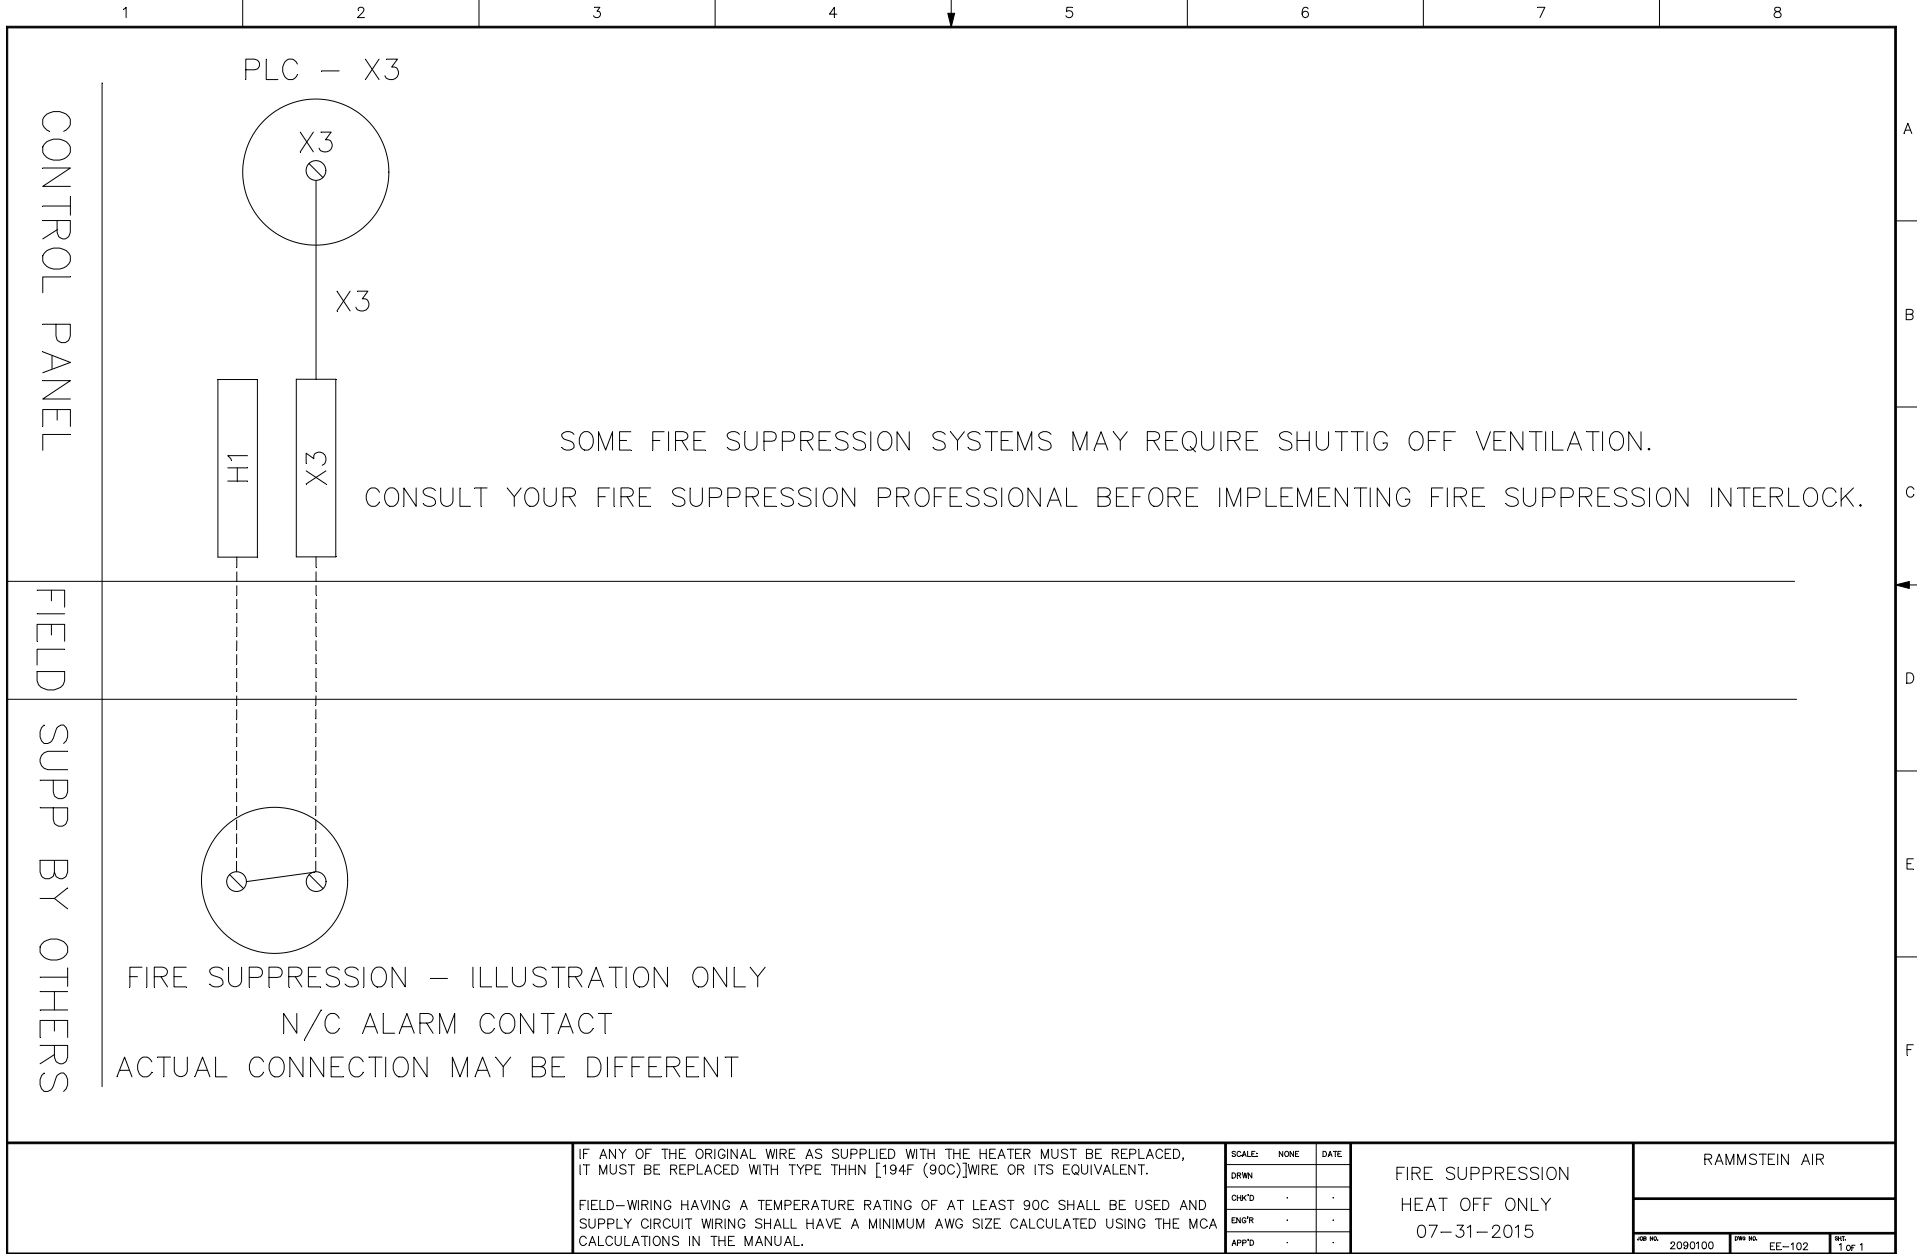 1 2 3 4 5 6 7 8
PLC - X3
X3
X3
H1
X3
CONTROL PANEL
FIELD
SUPP BY OTHERS
SOME FIRE SUPPRESSION SYSTEMS MAY REQUIRE SHUTTIG OFF VENTILATION.
CONSULT YOUR FIRE SUPPRESSION PROFESSIONAL BEFORE IMPLEMENTING FIRE SUPPRESSION INTERLOCK.
A
B
C
D
E
F
FIRE SUPPRESSION - ILLUSTRATION ONLY
N/C ALARM CONTACT
ACTUAL CONNECTION MAY BE DIFFERENT
IF ANY OF THE ORIGINAL WIRE AS SUPPLIED WITH THE HEATER MUST BE REPLACED,
IT MUST BE REPLACED WITH TYPE THHN [194F (90C)]WIRE OR ITS EQUIVALENT.
FIELD-WIRING HAVING A TEMPERATURE RATING OF AT LEAST 90C SHALL BE USED AND
SUPPLY CIRCUIT WIRING SHALL HAVE A MINIMUM AWG SIZE CALCULATED USING THE MCA
CALCULATIONS IN THE MANUAL.
SCALE: NONE DATE
DRWN
CHK'D . .
ENG'R . .
APP'D . .
FIRE SUPPRESSION
HEAT OFF ONLY
07-31-2015
RAMMSTEIN AIR
JOB NO. 2090100 DWG NO. EE-102 SHT. 1 OF 1